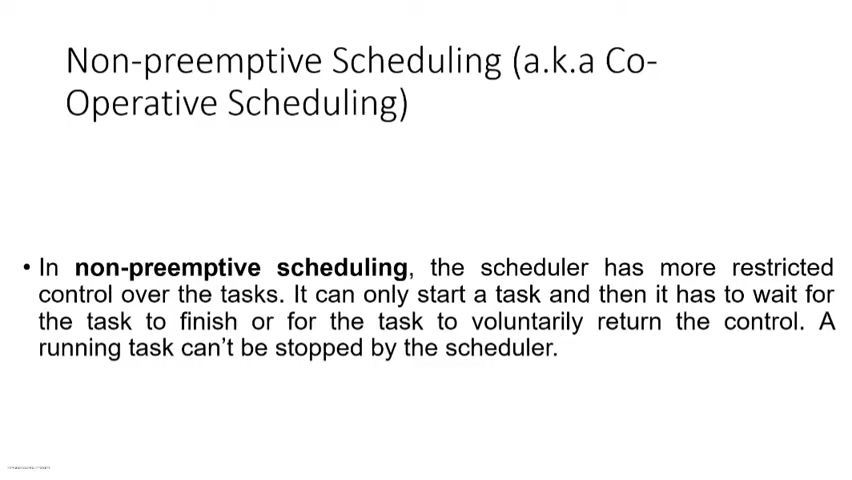 Non-preemptive Scheduling (a.k.a Co-
Operative Scheduling)
• In non-preemptive scheduling, the scheduler has more restricted
control over the tasks. It can only start a task and then it has to wait for
the task to finish or for the task to voluntarily return the control. A
running task can’t be stopped by the scheduler.